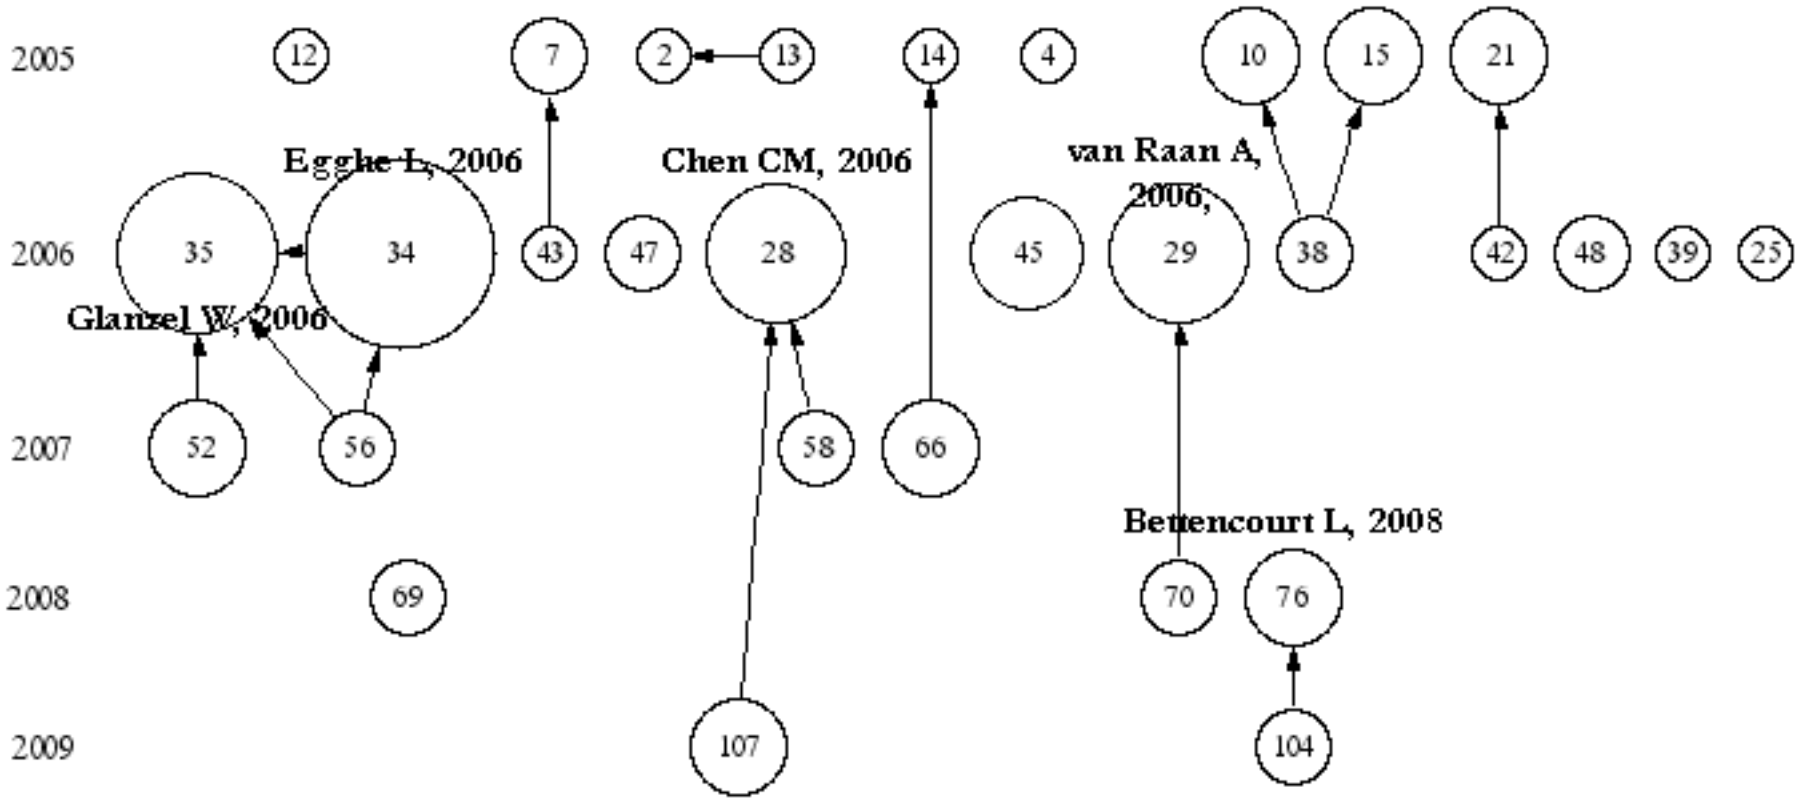 2005 12 7 2 13 14 4 10 15 21
Egghe L, 2006 Chen CM, 2006 van Raan A,
2006,
2006 35 34 43 47 28 45 29 38 42 48 39 25
Glanzel W, 2006
2007 52 56 58 66
Bettencourt L, 2008
2008 69 70 76
2009 107 104